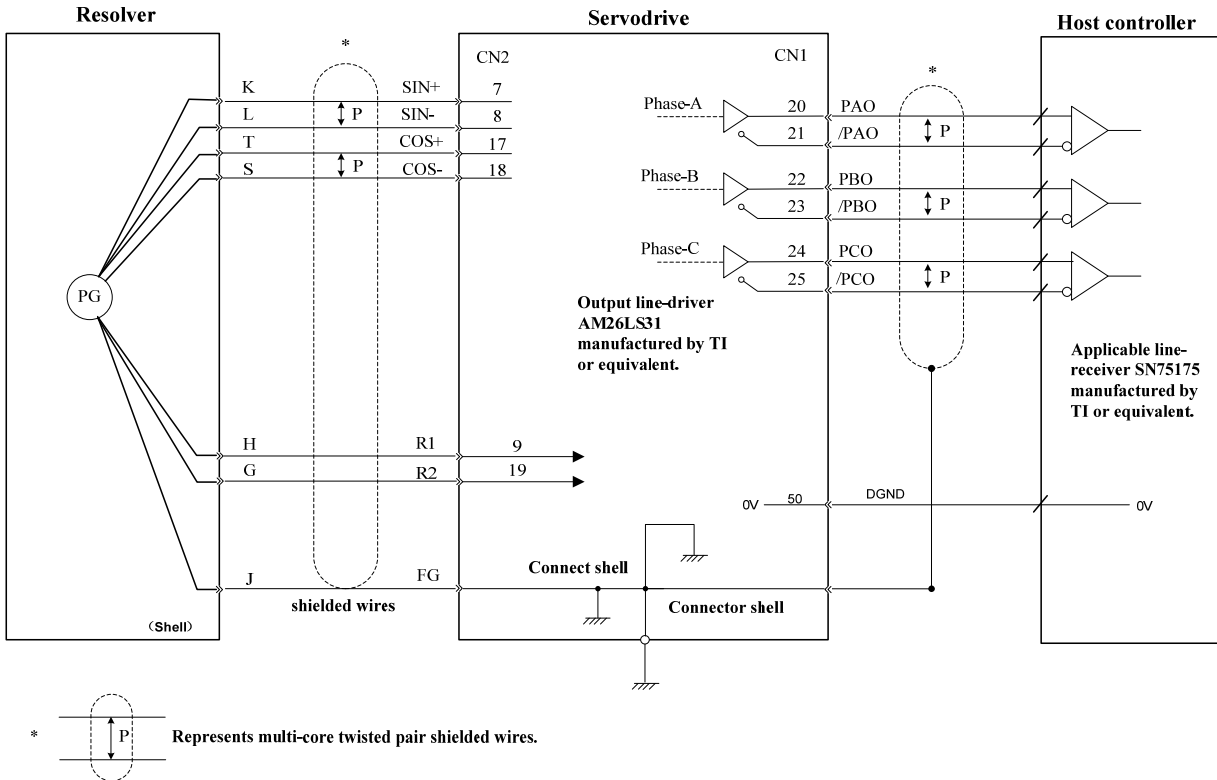 Resolver
Servodrive
Host controller
*
CN2
CN1
*
K SIN+ 7
P
L SIN- 8
T COS+ 17
P
S COS- 18
Phase-A 20 PAO
P
21 /PAO
Phase-B 22 PBO
P
23 /PBO
Phase-C 24 PCO
P
25 /PCO
PG
Output line-driver
AM26LS31
manufactured by TI
or equivalent.
Applicable line-
receiver SN75175
manufactured by
TI or equivalent.
H R1 9
G R2 19
0V 50 DGND 0V
J FG
Connect shell
shielded wires
Connector shell
(Shell)
* P Represents multi-core twisted pair shielded wires.